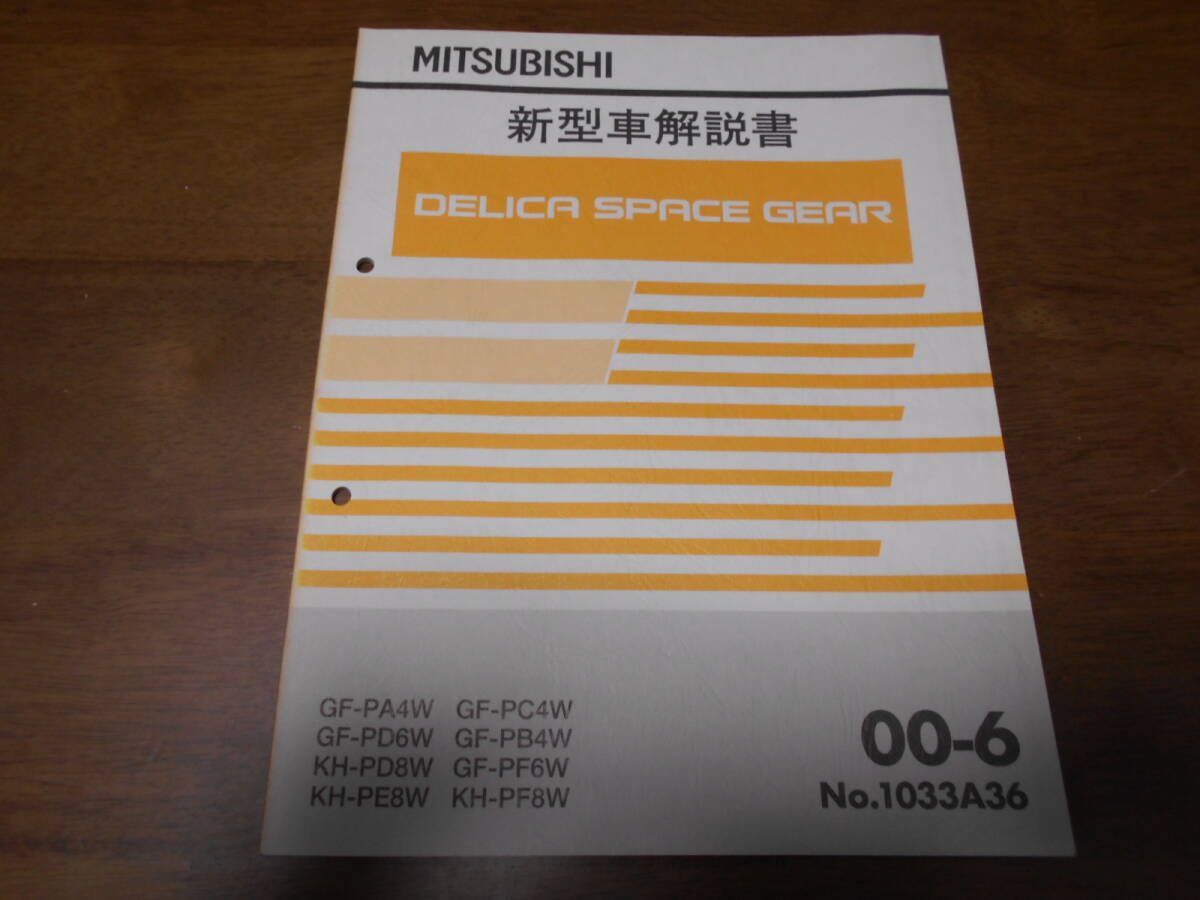 MITSUBISHI
新型車解説書
DELICA SPACE GEAR
GF-PA4W GF-PC4W
GF-PD6W GF-PB4W
KH-PD8W GF-PF6W
KH-PE8W KH-PF8W
00-6
No.1033A36